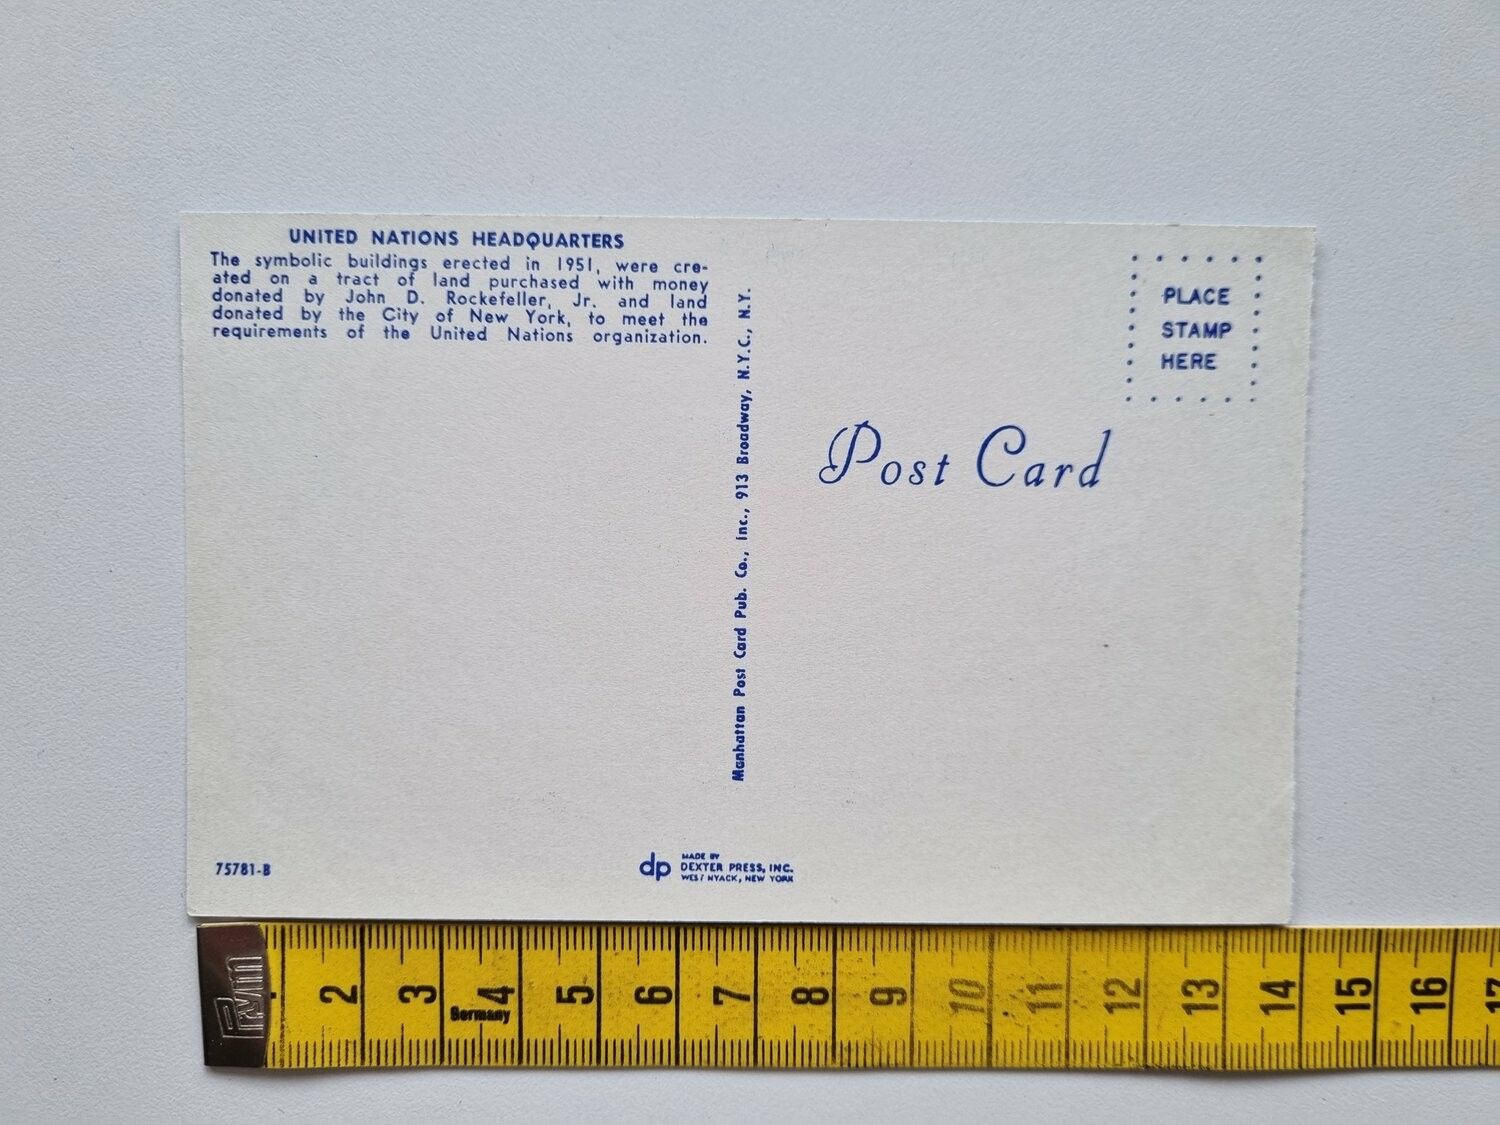 UNITED NATIONS HEADQUARTERS
The symbolic buildings erected in 1951, were cre-
ated on a tract of land purchased with money
donated by John D. Rockefeller, Jr. and land
donated by the City of New York, to meet the
requirements of the United Nations organization.
Manhattan Post Card Pub. Co., Inc., 913 Broadway, N.Y.C., N.Y.
PLACE
STAMP
HERE
Post Card
75781-B
dp
MADE BY
DEXTER PRESS, INC.
WEST NYACK, NEW YORK
Prym
2 3 4 5 6 7 8 9 10 11 12 13 14 15 16 17
Germany